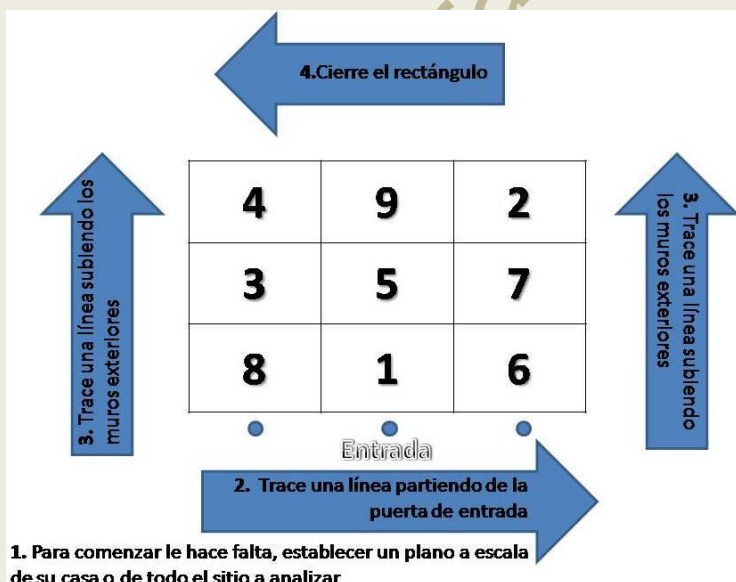 4.Cierre el rectángulo
3. Trace una línea subiendo los
muros exteriores
4 9 2
3 5 7
8 1 6
3. Trace una línea subiendo
los muros exteriores
Entrada
2. Trace una línea partiendo de la
puerta de entrada
1. Para comenzar le hace falta, establecer un plano a escala
de su casa o de todo el sitio a analizar